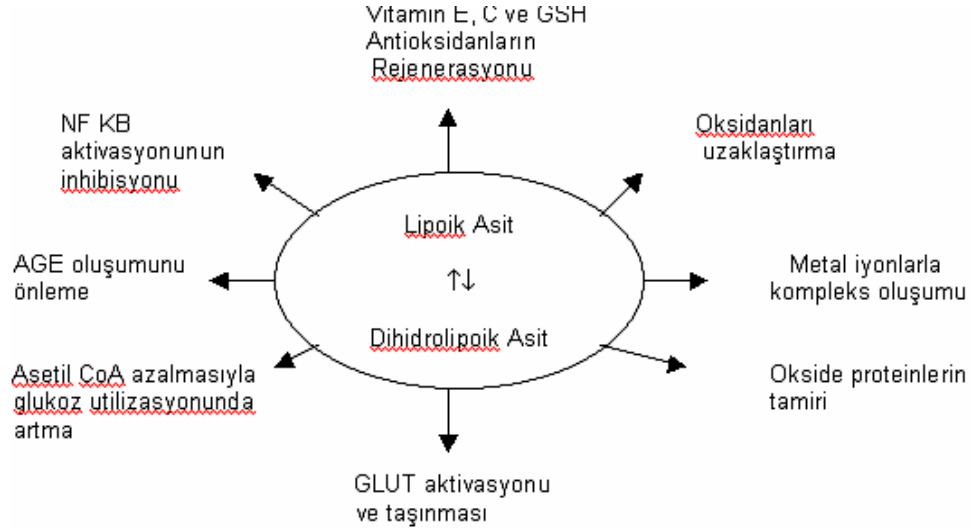 Vitamin E, C ve GSH
Antioksidanların
Rejenerasyonu
NF KB
aktivasyonunun
inhibisyonu
Oksidanları
uzaklaştırma
Lipoik Asit
AGE oluşumunu
önleme
↑↓
Metal iyonlarla
kompleks oluşumu
Dihidrolipoik Asit
Asetil CoA azalmasıyla
glukoz utilizasyonunda
artma
Okside proteinlerin
tamiri
GLUT aktivasyonu
ve taşınması